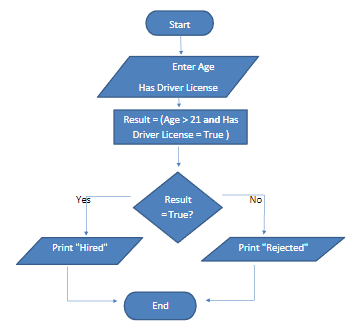 Start
Enter Age
Has Driver License
Result = (Age > 21 and Has
Driver License = True )
Result
=True?
Yes
No
Print "Hired"
Print "Rejected"
End